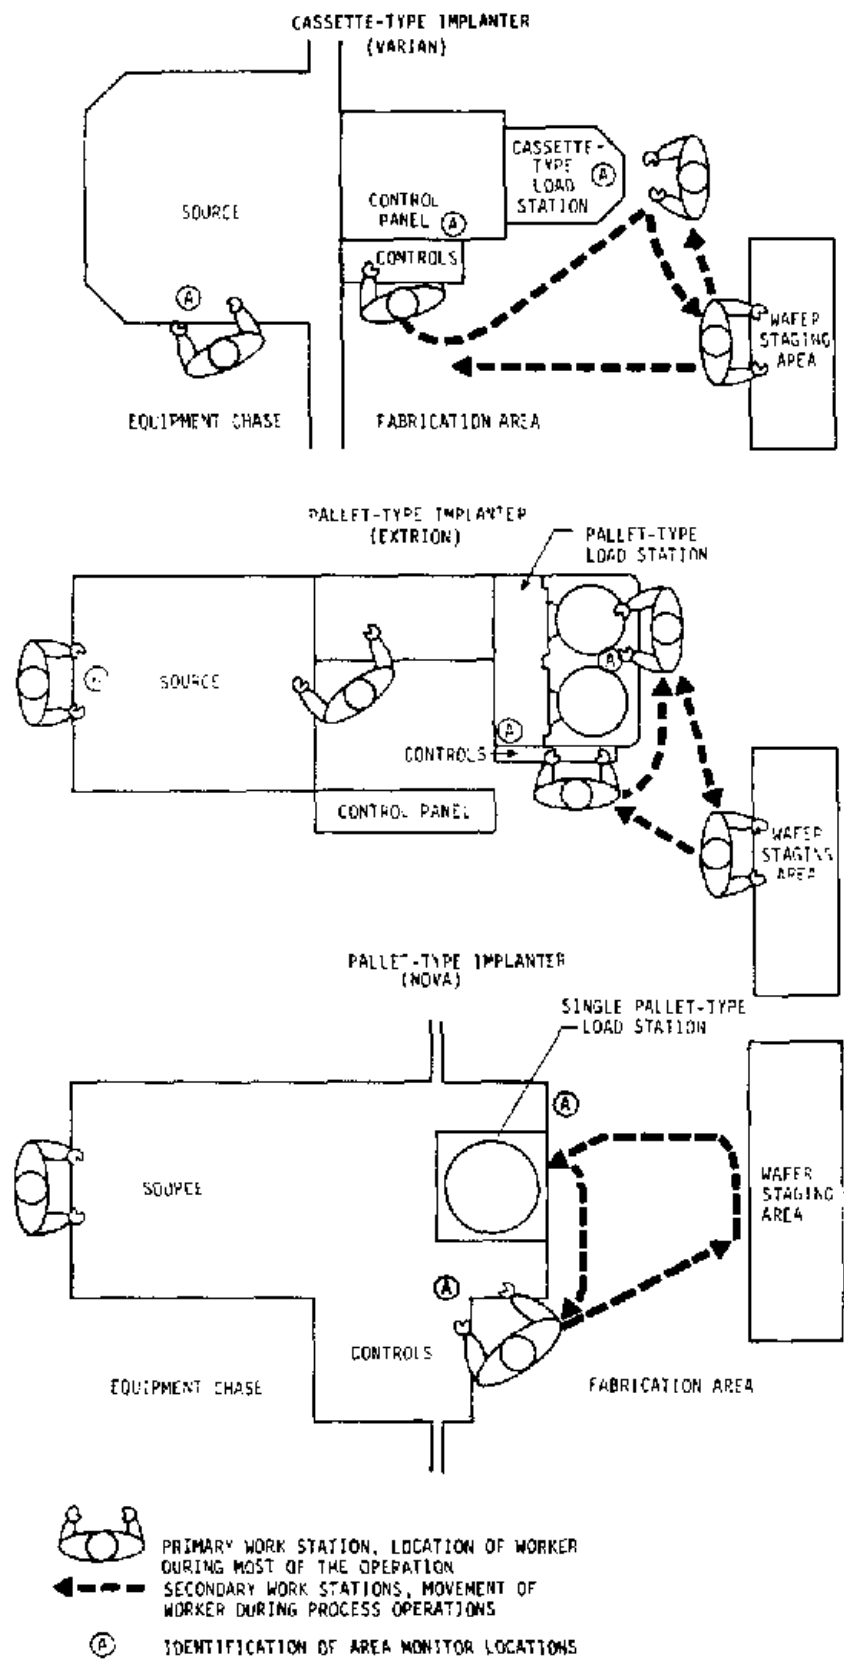 CASSETTE-TYPE IMPLANTER
(VARIAN)
CASSETTE-
TYPE
LOAD
STATION
A
CONTROL
PANEL
A
SOURCE
CONTROLS
A
WAFER
STAGING
AREA
EQUIPMENT CHASE
FABRICATION AREA
PALLET-TYPE IMPLANTER
(EXTRION)
PALLET-TYPE
LOAD STATION
A
SOURCE
A
CONTROLS
CONTROL PANEL
WAFER
STAGING
AREA
PALLET-TYPE IMPLANTER
(NOVA)
SINGLE PALLET-TYPE
LOAD STATION
A
SOURCE
WAFER
STAGING
AREA
A
CONTROLS
EQUIPMENT CHASE
FABRICATION AREA
PRIMARY WORK STATION, LOCATION OF WORKER
DURING MOST OF THE OPERATION
SECONDARY WORK STATIONS, MOVEMENT OF
WORKER DURING PROCESS OPERATIONS
A IDENTIFICATION OF AREA MONITOR LOCATIONS